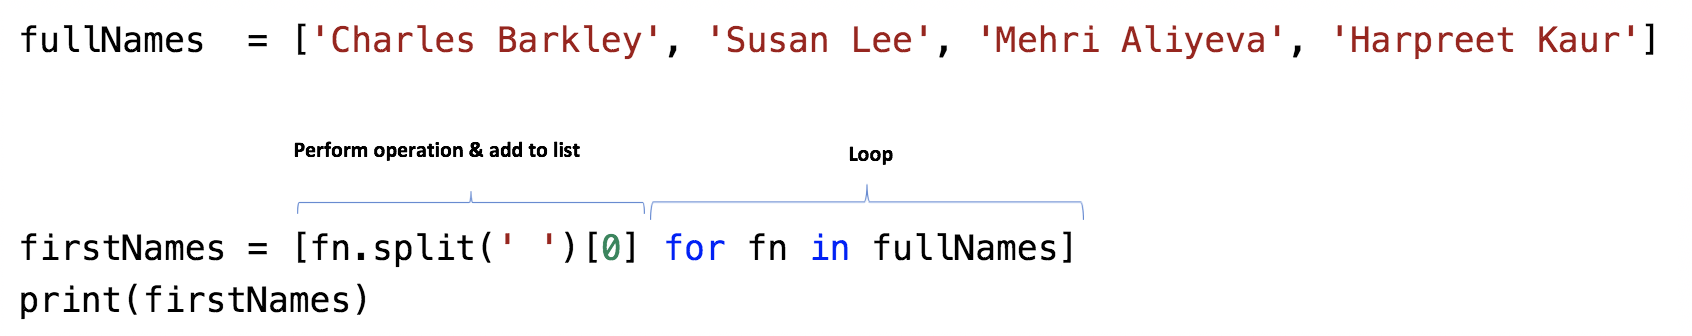 fullNames  = ['Charles Barkley', 'Susan Lee', 'Mehri Aliyeva', 'Harpreet Kaur']
Perform operation & add to list
Loop
firstNames = [fn.split(' ')[0] for fn in fullNames]
print(firstNames)